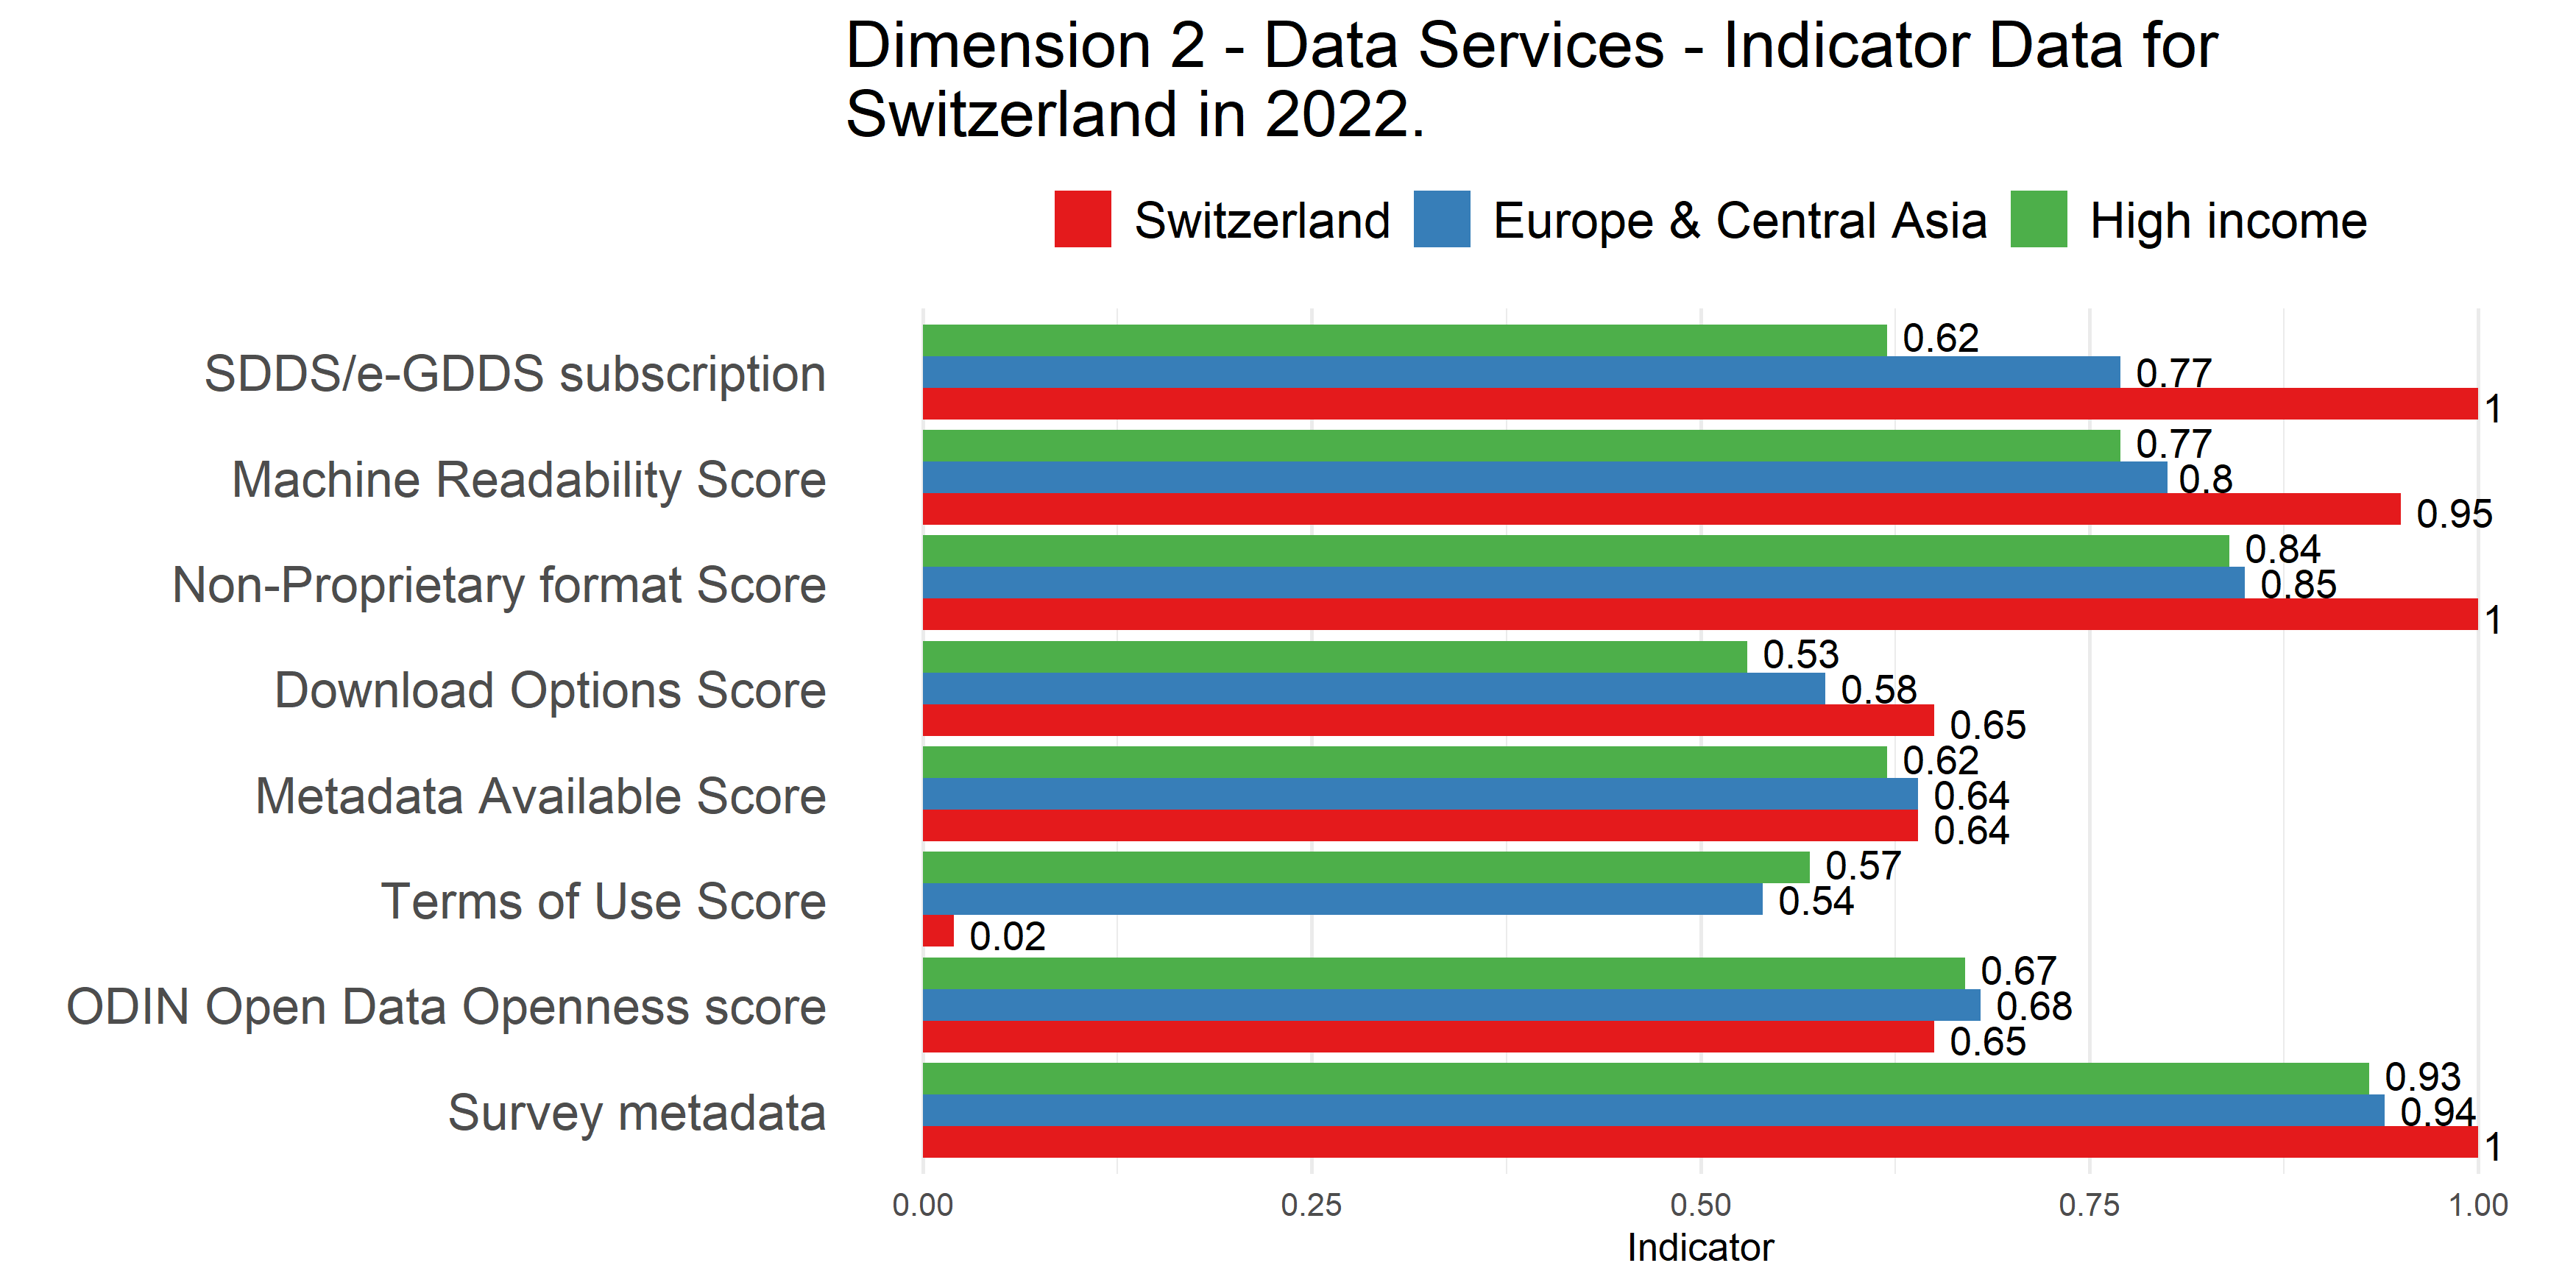 Dimension 2 - Data Services - Indicator Data for
Switzerland in 2022.
Switzerland Europe & Central Asia High income
SDDS/e-GDDS subscription
0.62
0.77
1
Machine Readability Score
0.77
0.8
0.95
Non-Proprietary format Score
0.84
0.85
1
Download Options Score
0.53
0.58
0.65
Metadata Available Score
0.62
0.64
0.64
Terms of Use Score
0.57
0.54
0.02
ODIN Open Data Openness score
0.67
0.68
0.65
Survey metadata
0.93
0.94
1
0.00 0.25 0.50 0.75 1.00
Indicator